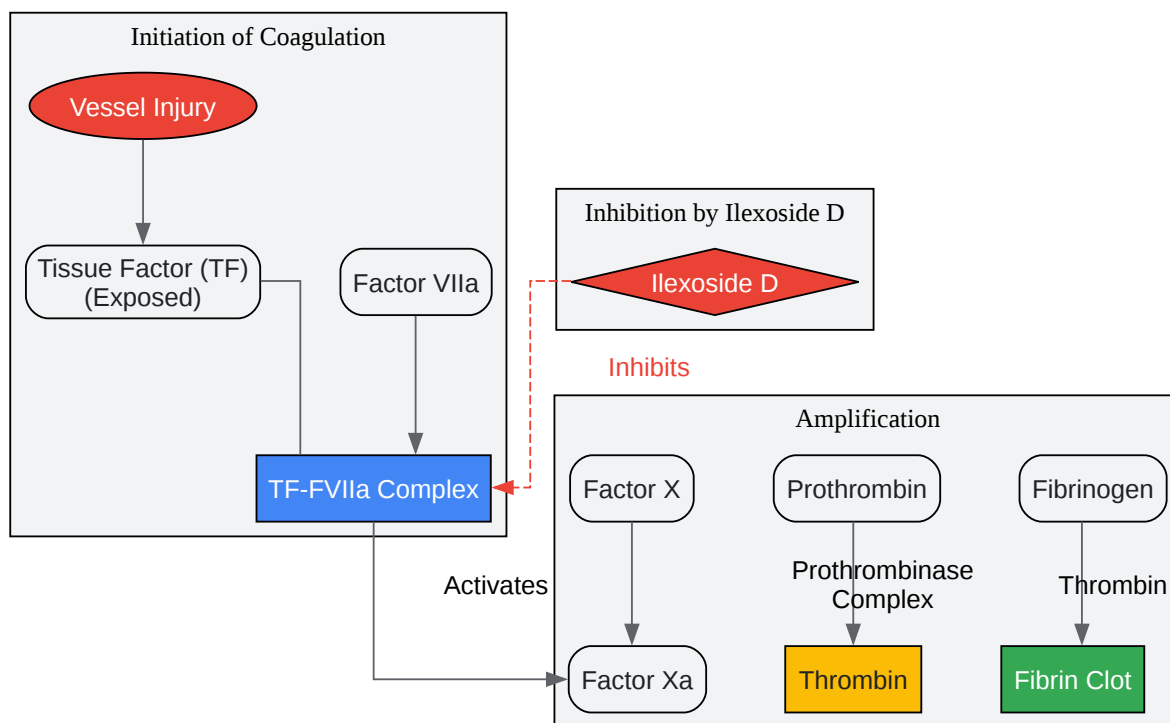 Initiation of Coagulation
Vessel Injury
Tissue Factor (TF)
(Exposed)
Factor VIIa
TF-FVIIa Complex
Inhibition by Ilexoside D
Ilexoside D
Inhibits
Activates
Amplification
Factor X
Prothrombin
Fibrinogen
Prothrombinase
Complex
Thrombin
Factor Xa
Thrombin
Fibrin Clot